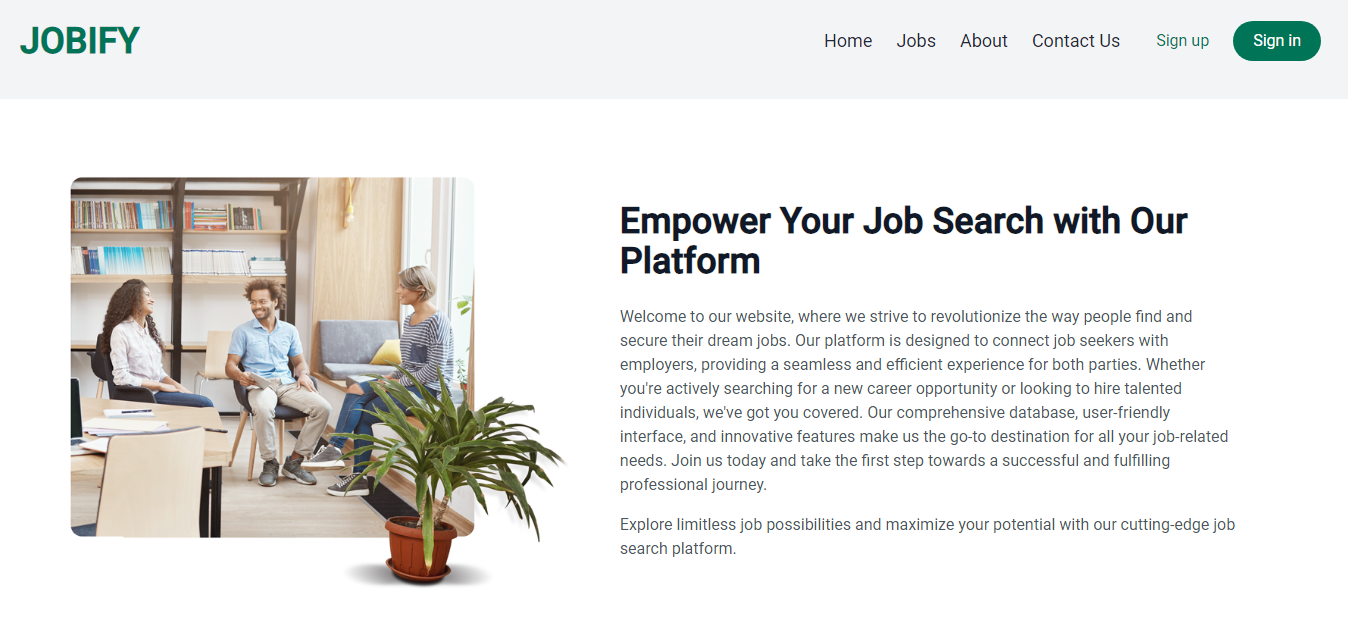 JOBIFY
Home Jobs About Contact Us Sign up Sign in
Empower Your Job Search with Our
Platform
Welcome to our website, where we strive to revolutionize the way people find and
secure their dream jobs. Our platform is designed to connect job seekers with
employers, providing a seamless and efficient experience for both parties. Whether
you're actively searching for a new career opportunity or looking to hire talented
individuals, we've got you covered. Our comprehensive database, user-friendly
interface, and innovative features make us the go-to destination for all your job-related
needs. Join us today and take the first step towards a successful and fulfilling
professional journey.
Explore limitless job possibilities and maximize your potential with our cutting-edge job
search platform.